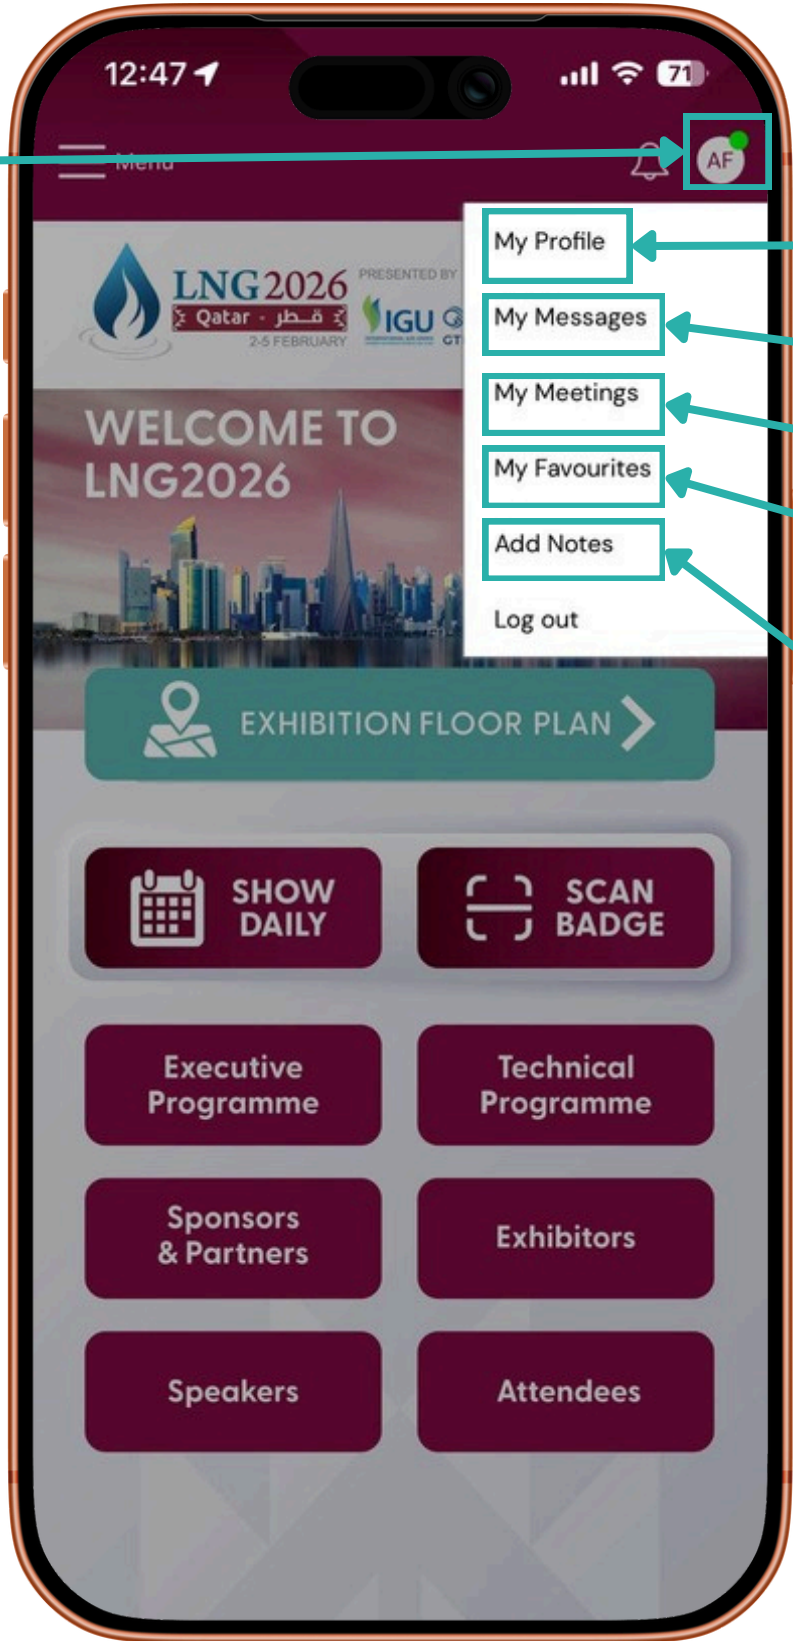 12:47
71
Menu
AF
My Profile
My Messages
My Meetings
My Favourites
Add Notes
Log out
LNG2026
Qatar - قطر
2-5 FEBRUARY
PRESENTED BY
IGU
WELCOME TO
LNG2026
EXHIBITION FLOOR PLAN
SHOW
DAILY
SCAN
BADGE
Executive
Programme
Technical
Programme
Sponsors
& Partners
Exhibitors
Speakers
Attendees